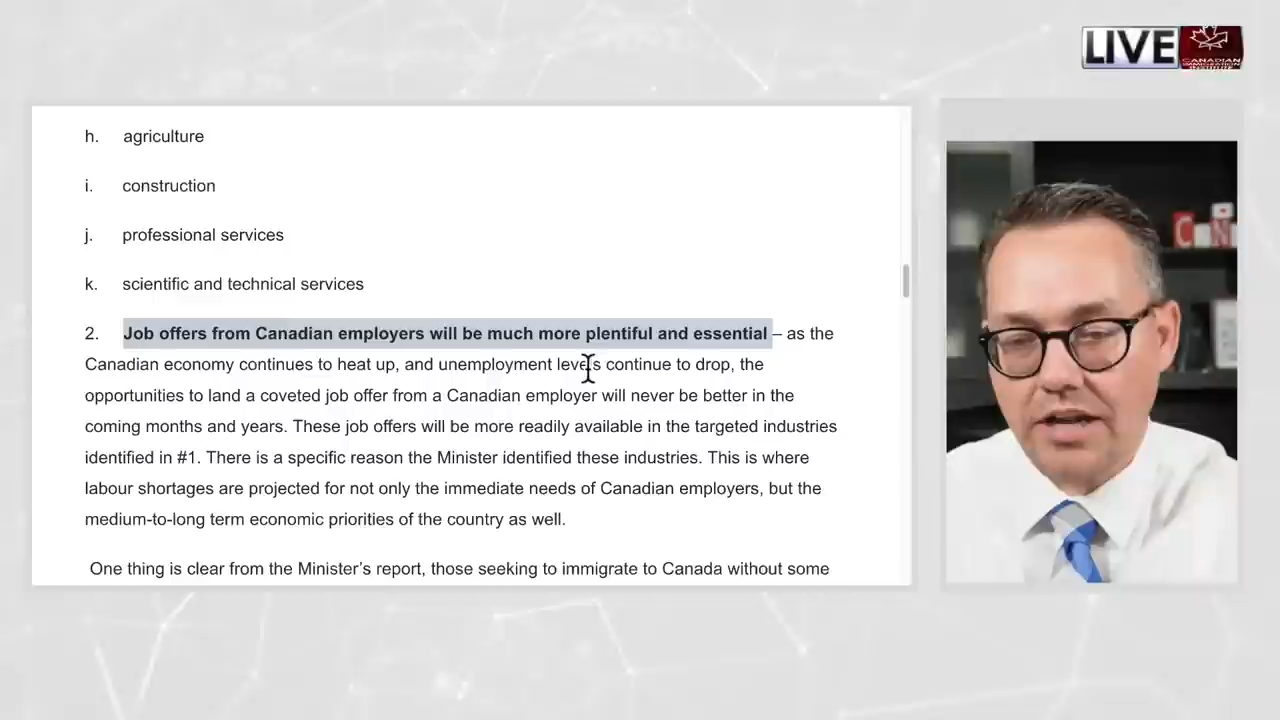 LIVE
CANADIAN
IMMIGRATION
INSTITUTE
h. agriculture
i. construction
j. professional services
k. scientific and technical services
2. Job offers from Canadian employers will be much more plentiful and essential – as the
Canadian economy continues to heat up, and unemployment levels continue to drop, the
opportunities to land a coveted job offer from a Canadian employer will never be better in the
coming months and years. These job offers will be more readily available in the targeted industries
identified in #1. There is a specific reason the Minister identified these industries. This is where
labour shortages are projected for not only the immediate needs of Canadian employers, but the
medium-to-long term economic priorities of the country as well.
One thing is clear from the Minister’s report, those seeking to immigrate to Canada without some